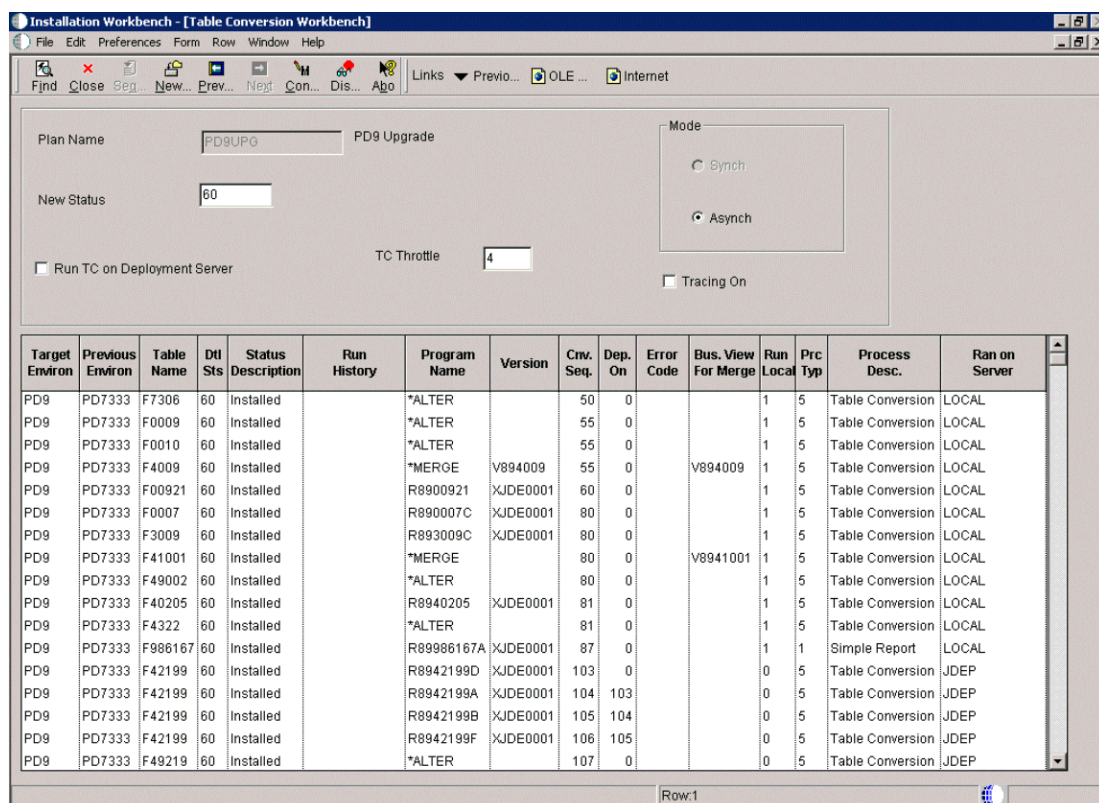 Installation Workbench - [Table Conversion Workbench]
File Edit Preferences Form Row Window Help
Find Close Seg... New... Prev... Next Con... Dis... Abo Links Previo... OLE ... Internet
Plan Name PD9UPG PD9 Upgrade
Mode
Synch
New Status 60
Asynch
TC Throttle 4
Run TC on Deployment Server
Tracing On
Target Environ Previous Environ Table Name Dtl Sts Status Description Run History Program Name Version Cnv. Seq. Dep. On Error Code Bus. View For Merge Run Local Prc Typ Process Desc. Ran on Server
PD9 PD7333 F7306 60 Installed *ALTER 50 0 1 5 Table Conversion LOCAL
PD9 PD7333 F0009 60 Installed *ALTER 55 0 1 5 Table Conversion LOCAL
PD9 PD7333 F0010 60 Installed *ALTER 55 0 1 5 Table Conversion LOCAL
PD9 PD7333 F4009 60 Installed *MERGE V894009 55 0 V894009 1 5 Table Conversion LOCAL
PD9 PD7333 F00921 60 Installed R8900921 XJDE0001 60 0 1 5 Table Conversion LOCAL
PD9 PD7333 F0007 60 Installed R890007C XJDE0001 80 0 1 5 Table Conversion LOCAL
PD9 PD7333 F3009 60 Installed R893009C XJDE0001 80 0 1 5 Table Conversion LOCAL
PD9 PD7333 F41001 60 Installed *MERGE 80 0 V8941001 1 5 Table Conversion LOCAL
PD9 PD7333 F49002 60 Installed *ALTER 80 0 1 5 Table Conversion LOCAL
PD9 PD7333 F40205 60 Installed R8940205 XJDE0001 81 0 1 5 Table Conversion LOCAL
PD9 PD7333 F4322 60 Installed *ALTER 81 0 1 5 Table Conversion LOCAL
PD9 PD7333 F986167 60 Installed R89986167A XJDE0001 87 0 1 1 Simple Report LOCAL
PD9 PD7333 F42199 60 Installed R8942199D XJDE0001 103 0 0 5 Table Conversion JDEP
PD9 PD7333 F42199 60 Installed R8942199A XJDE0001 104 103 0 5 Table Conversion JDEP
PD9 PD7333 F42199 60 Installed R8942199B XJDE0001 105 104 0 5 Table Conversion JDEP
PD9 PD7333 F42199 60 Installed R8942199F XJDE0001 106 105 0 5 Table Conversion JDEP
PD9 PD7333 F49219 60 Installed *ALTER 107 0 0 5 Table Conversion JDEP
Row:1